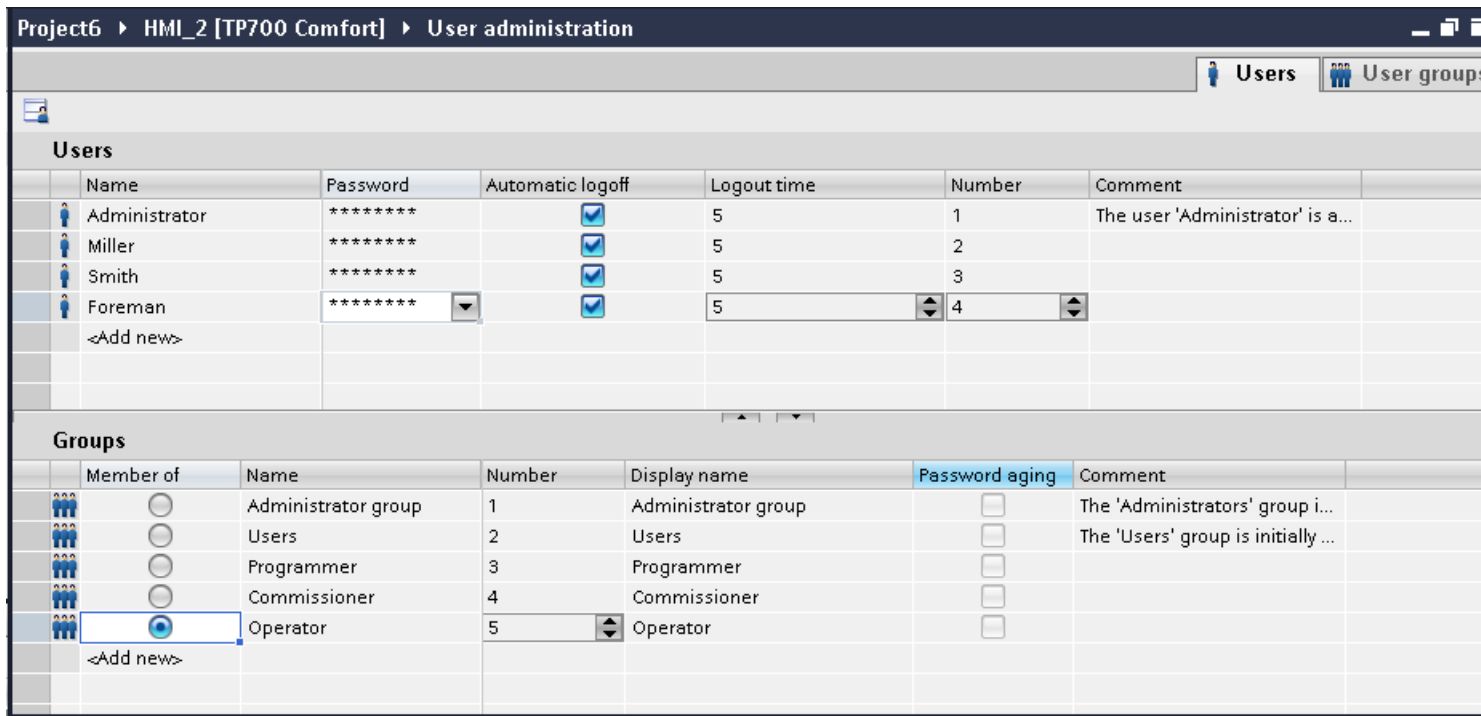 Project6 ▸ HMI_2 [TP700 Comfort] ▸ User administration
Users User groups
Users
Name Password Automatic logoff Logout time Number Comment
Administrator ******** 5 1 The user 'Administrator' is a...
Miller ******** 5 2
Smith ******** 5 3
Foreman ******** 5 4
<Add new>
Groups
Member of Name Number Display name Password aging Comment
Administrator group 1 Administrator group The 'Administrators' group i...
Users 2 Users The 'Users' group is initially ...
Programmer 3 Programmer
Commissioner 4 Commissioner
Operator 5 Operator
<Add new>